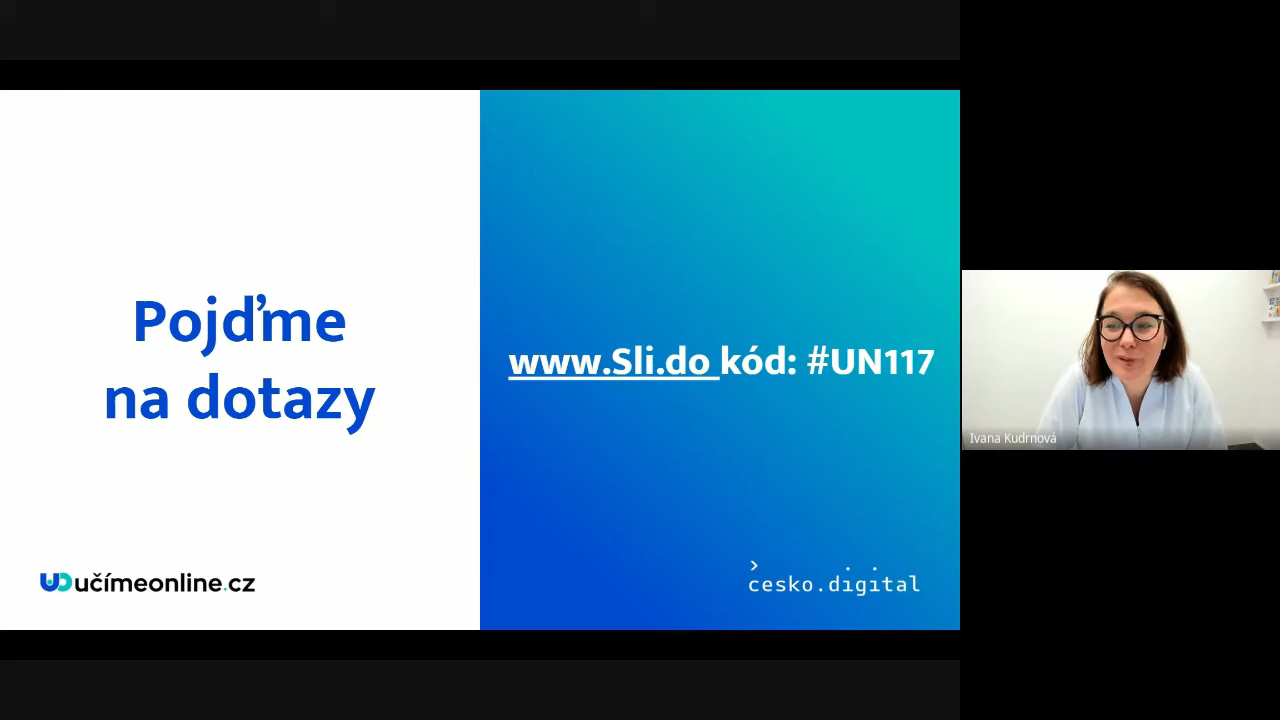 Pojďme
na dotazy
www.Sli.do kód: #UN117
učímeonline.cz
cesko.digital
Ivana Kudrnová